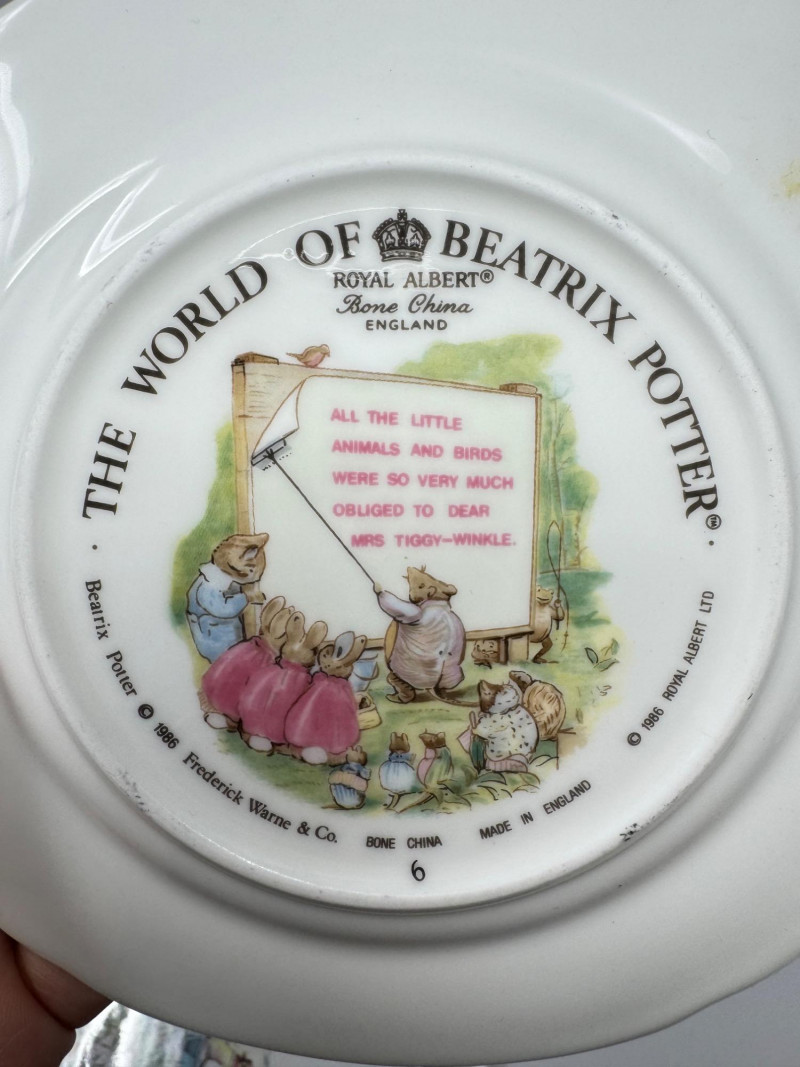 THE WORLD OF BEATRIX POTTER™
ROYAL ALBERT®
Bone China
ENGLAND
ALL THE LITTLE
ANIMALS AND BIRDS
WERE SO VERY MUCH
OBLIGED TO DEAR
MRS TIGGY-WINKLE.
Beatrix Potter © 1986 Frederick Warne & Co.
BONE CHINA
MADE IN ENGLAND
© 1986 ROYAL ALBERT LTD
6